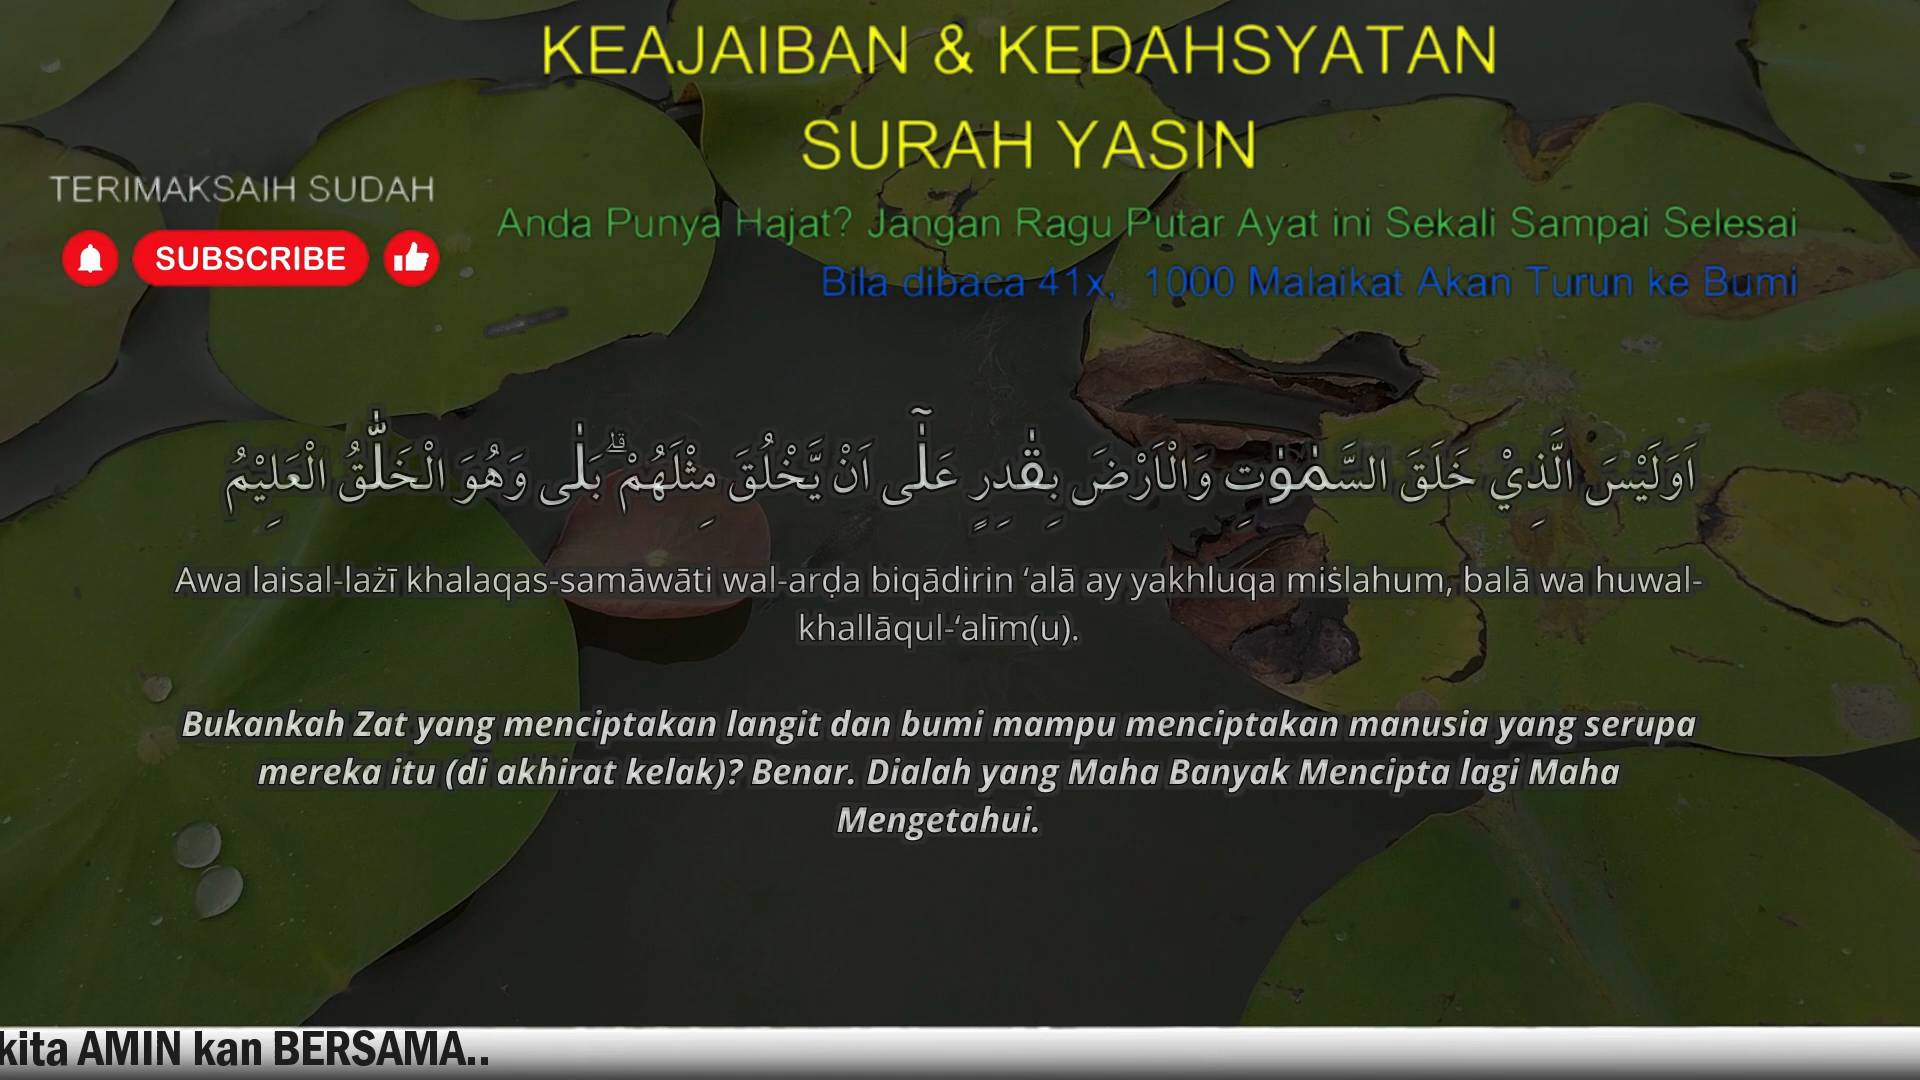 KEAJAIBAN & KEDAHSYATAN
SURAH YASIN
TERIMAKSAIH SUDAH
SUBSCRIBE
Anda Punya Hajat? Jangan Ragu Putar Ayat ini Sekali Sampai Selesai
Bila dibaca 41x, 1000 Malaikat Akan Turun ke Bumi
اَوَلَيْسَ الَّذِيْ خَلَقَ السَّمٰوٰتِ وَالْاَرْضَ بِقٰدِرٍ عَلٰٓى اَنْ يَّخْلُقَ مِثْلَهُمْ ۗبَلٰى وَهُوَ الْخَلّٰقُ الْعَلِيْمُ
Awa laisal-lażī khalaqas-samāwāti wal-arḍa biqādirin ‘alā ay yakhluqa miṡlahum, balā wa huwal-
khallāqul-‘alīm(u).
Bukankah Zat yang menciptakan langit dan bumi mampu menciptakan manusia yang serupa
mereka itu (di akhirat kelak)? Benar. Dialah yang Maha Banyak Mencipta lagi Maha
Mengetahui.
kita AMIN kan BERSAMA..